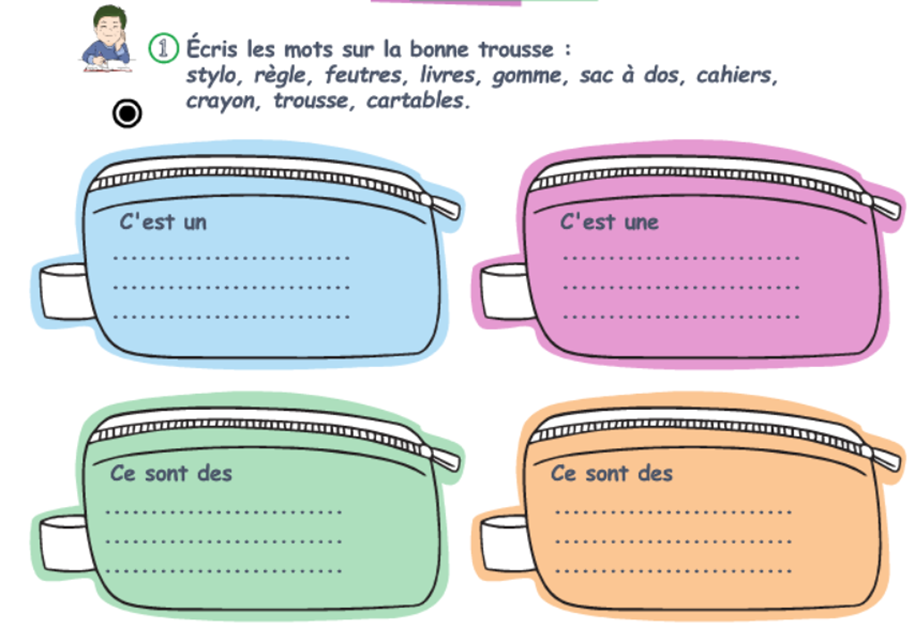 1 Écris les mots sur la bonne trousse :
stylo, règle, feutres, livres, gomme, sac à dos, cahiers,
crayon, trousse, cartables.
C'est un
C'est une
Ce sont des
Ce sont des